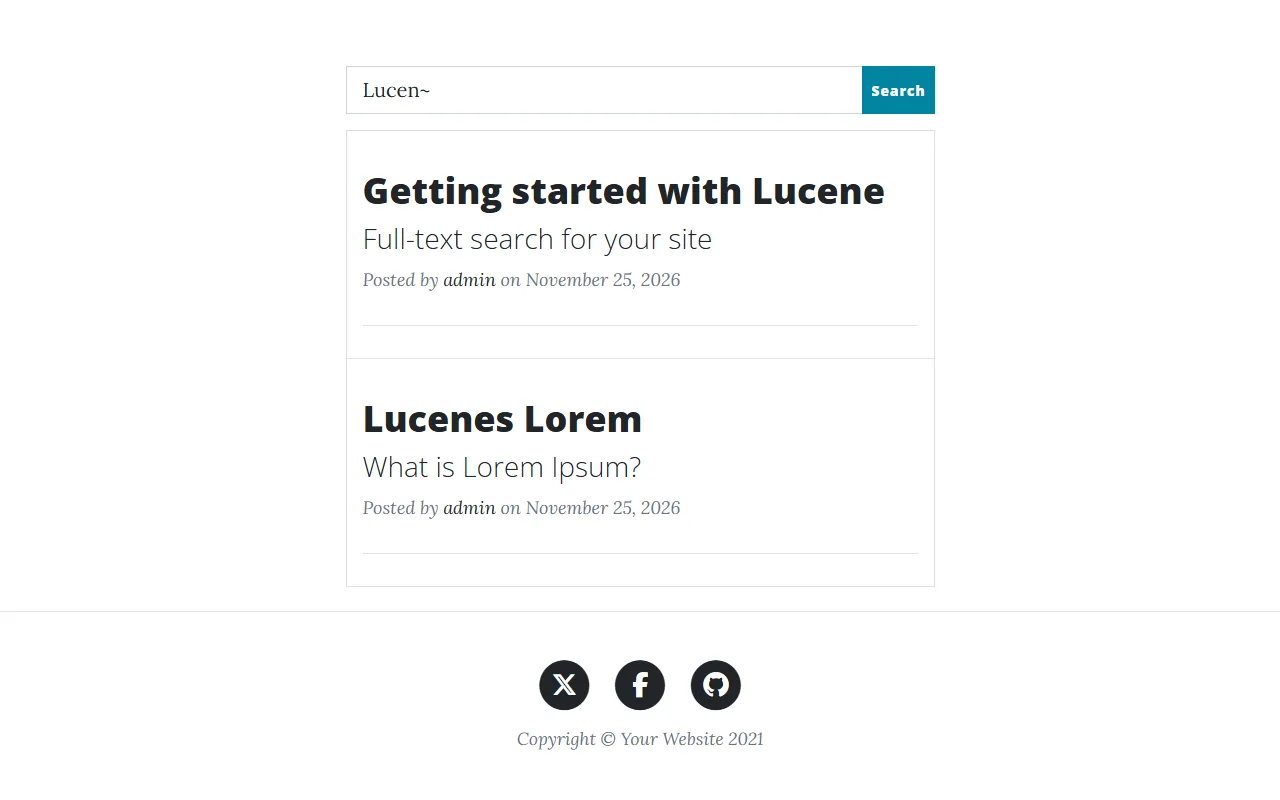 Lucen~
Search
Getting started with Lucene
Full-text search for your site
Posted by admin on November 25, 2026
Lucenes Lorem
What is Lorem Ipsum?
Posted by admin on November 25, 2026
Copyright © Your Website 2021